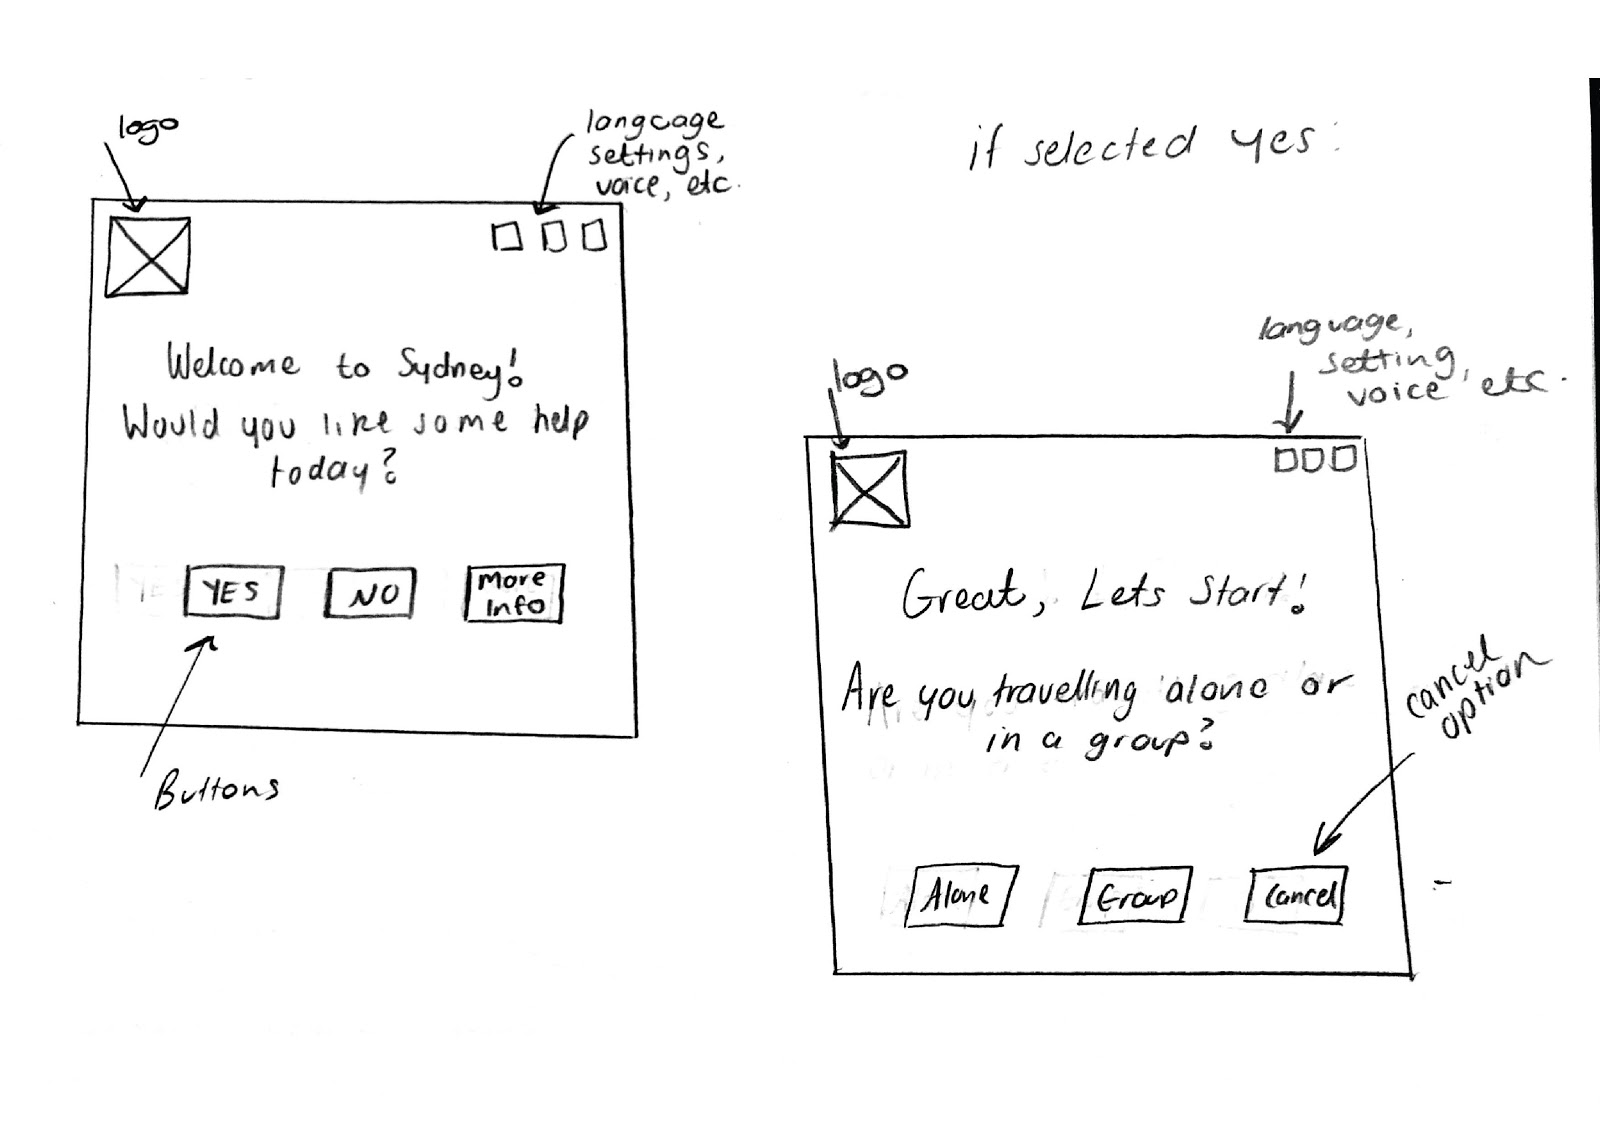 logo
langcage
settings,
voice, etc.
Welcome to Sydney!
Would you like some help
today?
YES
NO
More
Info
Buttons
if selected yes:
logo
language,
setting,
voice, etc.
Great, Lets Start!
Are you travelling alone or
in a group?
cancel
option
Alone
Group
Cancel